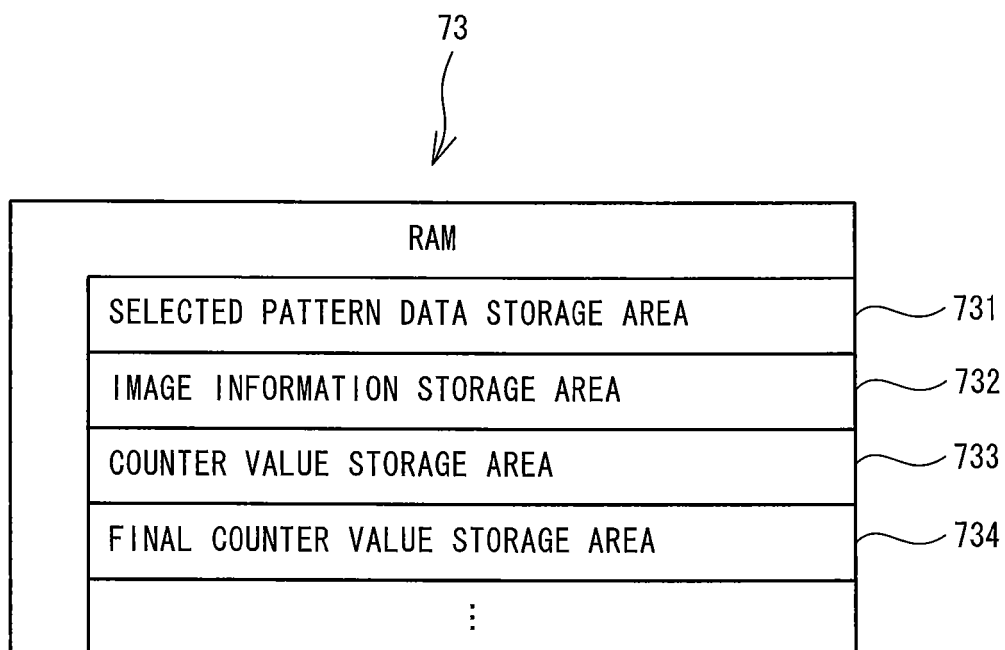 73
RAM
SELECTED PATTERN DATA STORAGE AREA 731
IMAGE INFORMATION STORAGE AREA 732
COUNTER VALUE STORAGE AREA 733
FINAL COUNTER VALUE STORAGE AREA 734
⋮